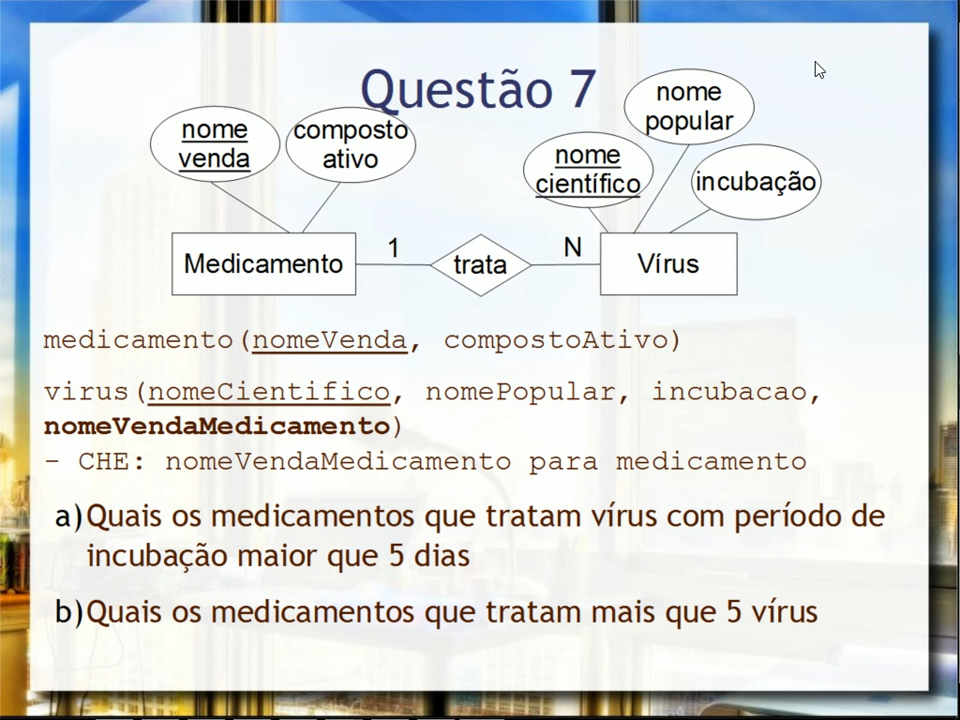 Questão 7
nome
venda
composto
ativo
nome
científico
nome
popular
incubação
Medicamento
1
trata
N
Vírus
medicamento(nomeVenda, compostoAtivo)
virus(nomeCientifico, nomePopular, incubacao,
nomeVendaMedicamento)
- CHE: nomeVendaMedicamento para medicamento
a)Quais os medicamentos que tratam vírus com período de
incubação maior que 5 dias
b)Quais os medicamentos que tratam mais que 5 vírus